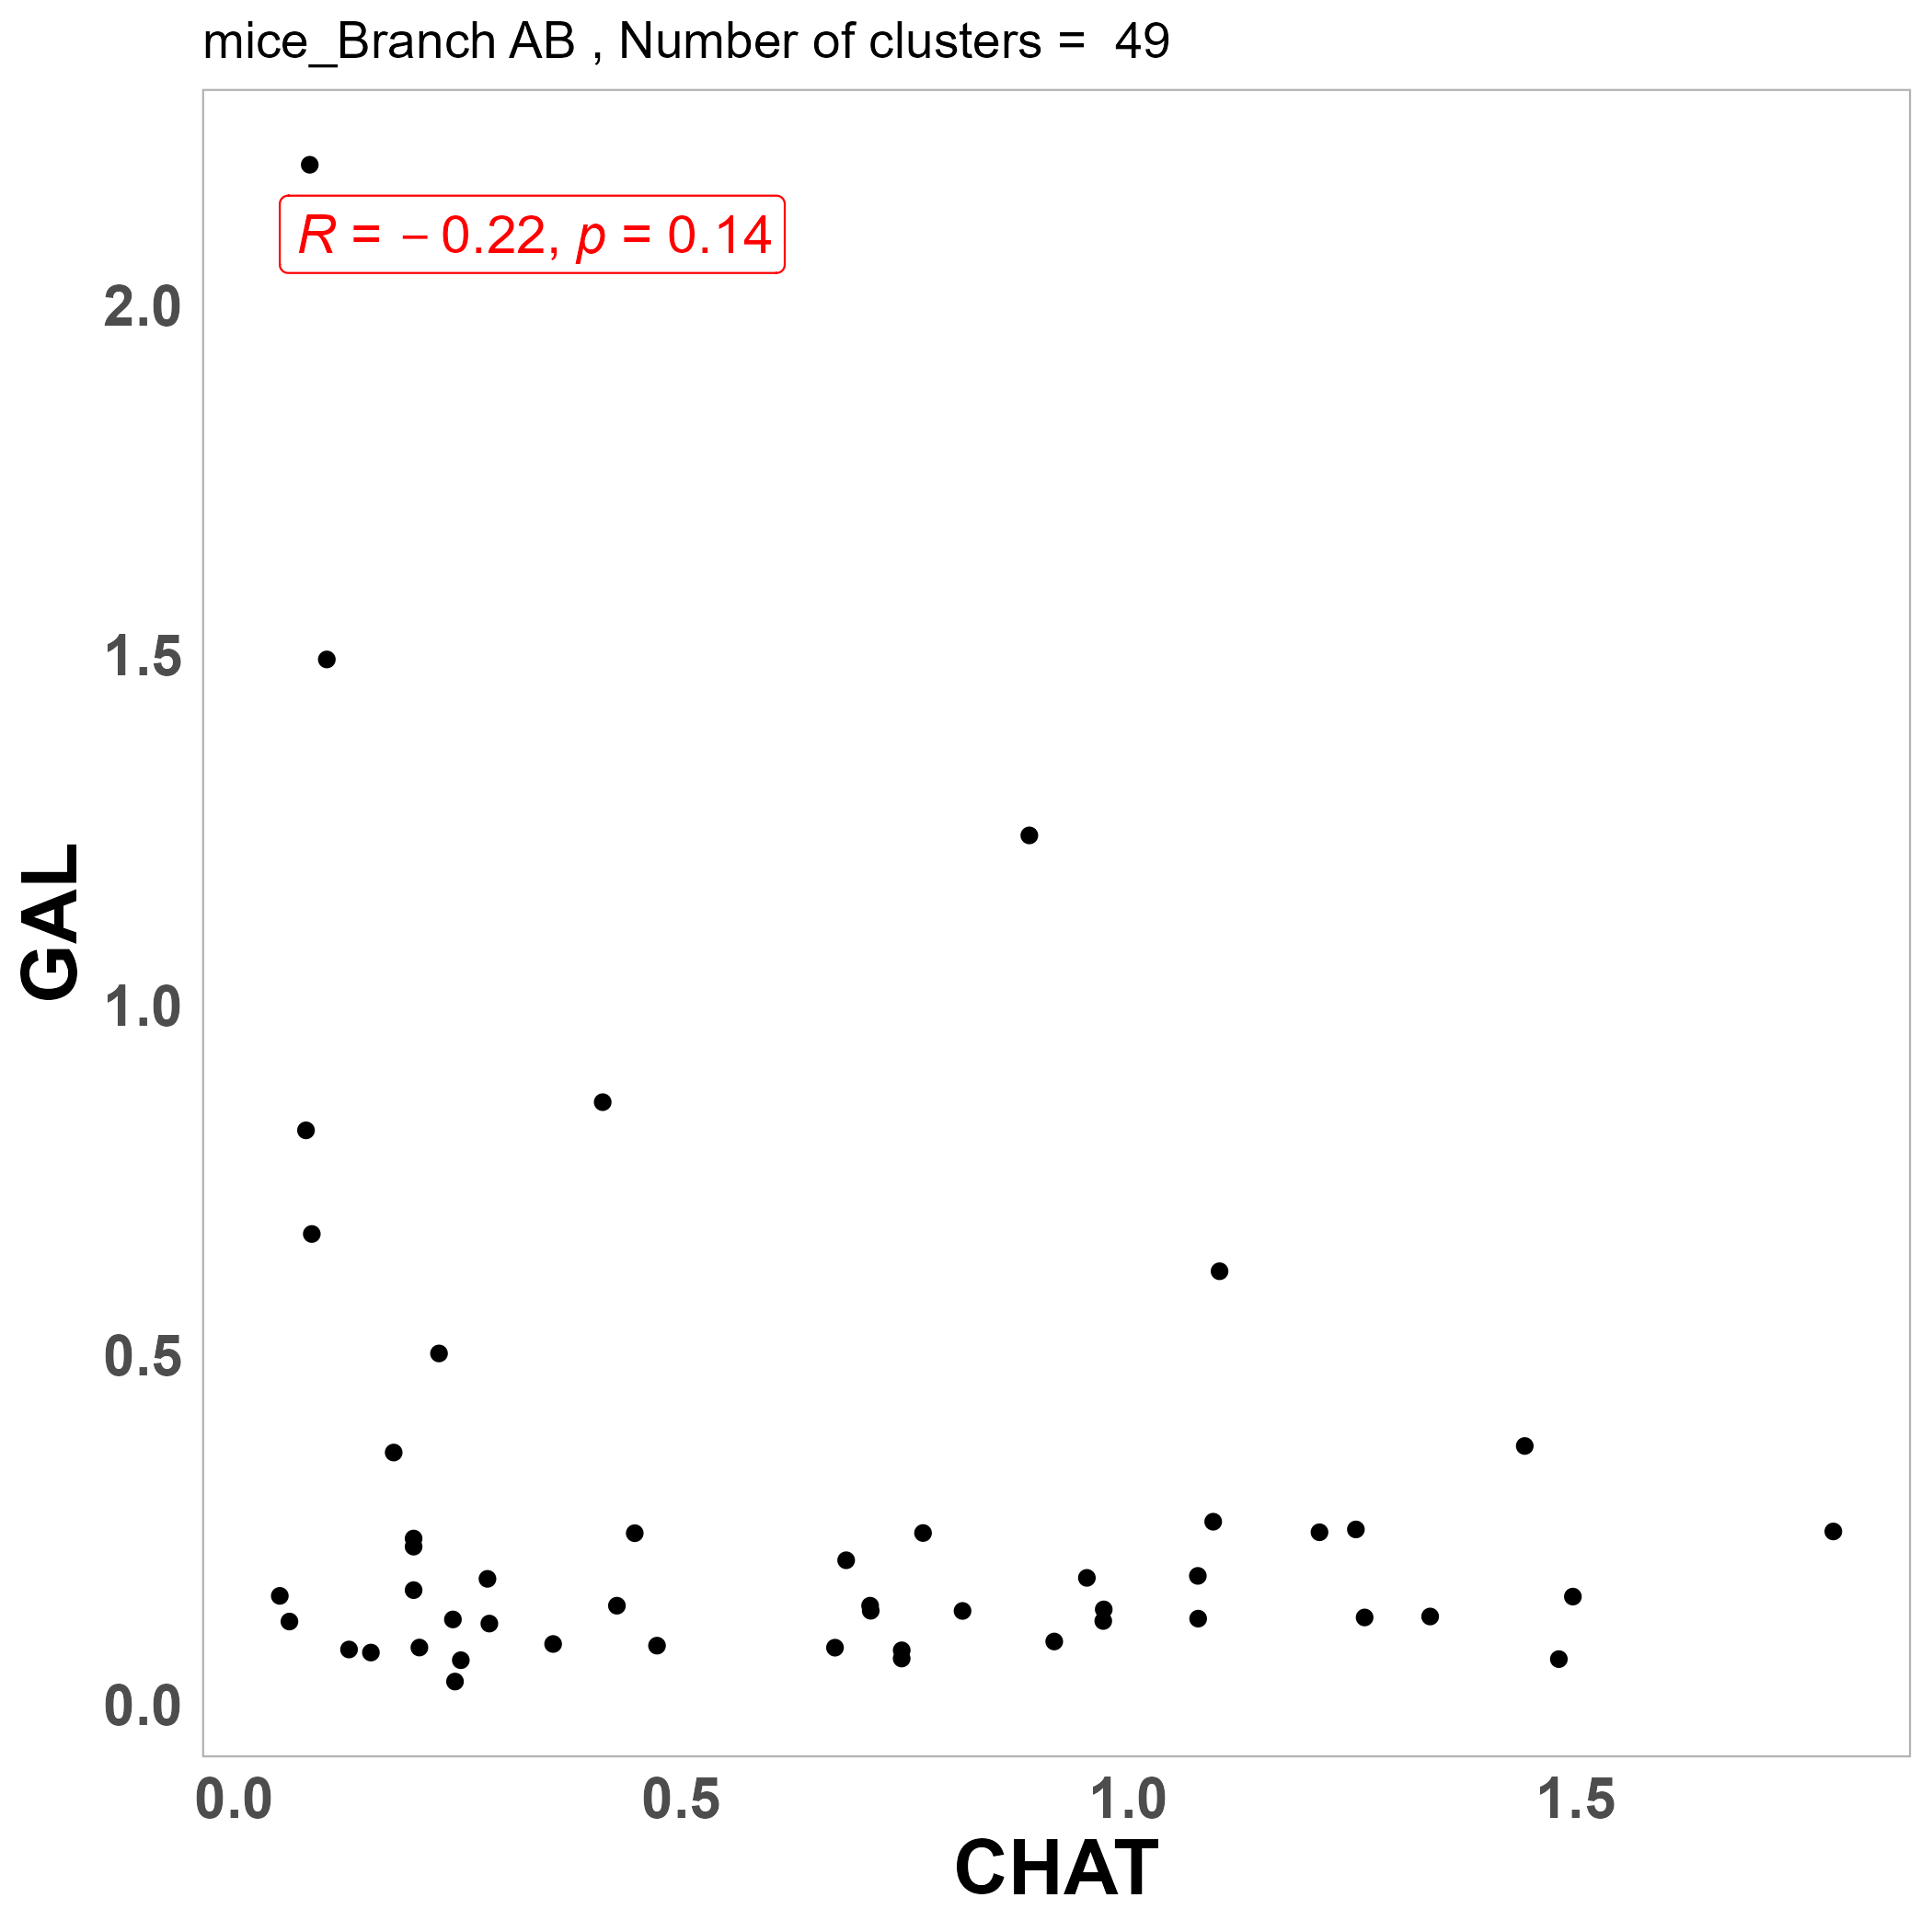 mice_Branch AB , Number of clusters =  49
R = − 0.22, p = 0.14
2.0
1.5
1.0
0.5
0.0
GAL
0.0 0.5 1.0 1.5
CHAT